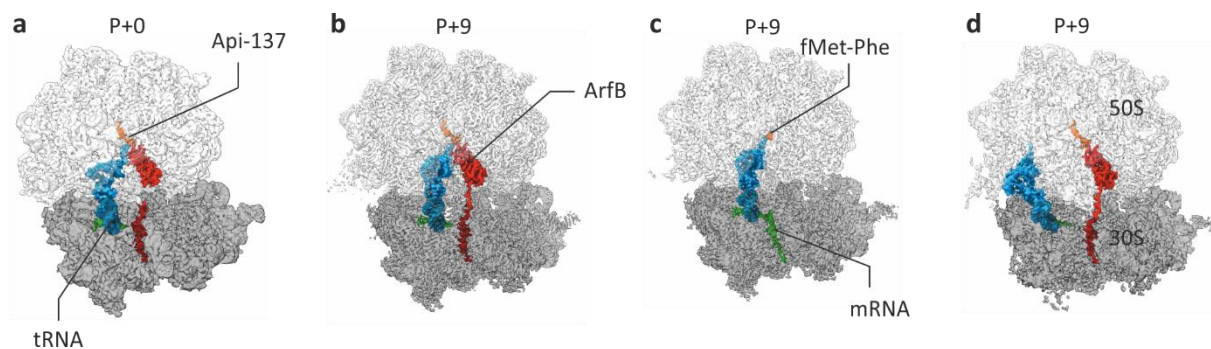 a
P+0
Api-137
tRNA
b
P+9
ArfB
c
P+9
fMet-Phe
mRNA
d
P+9
50S
30S